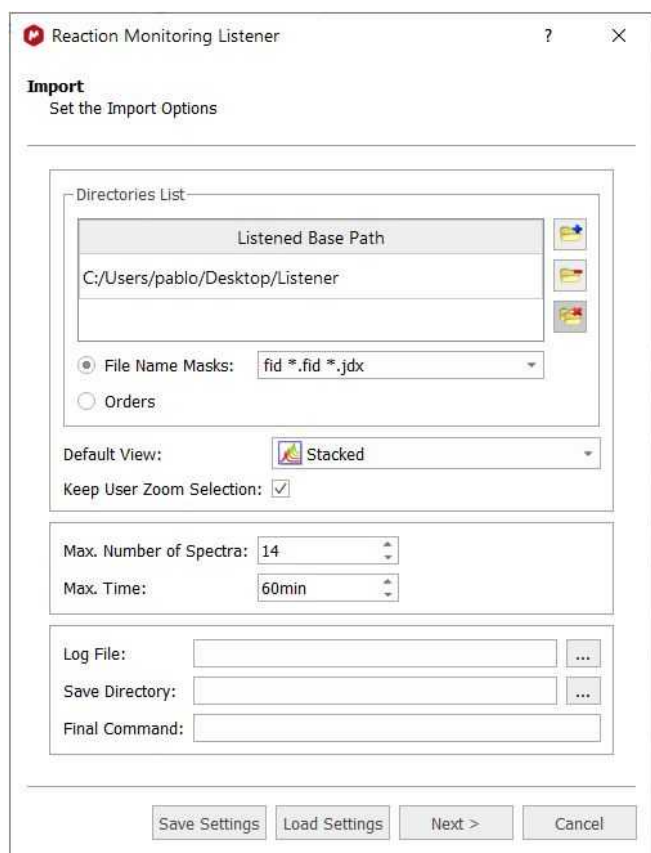 Reaction Monitoring Listener ?
Import
Set the Import Options
Directories List
Listened Base Path
C:/Users/pablo/Desktop/Listener
File Name Masks: fid *.fid *.jdx
Orders
Default View: Stacked
Keep User Zoom Selection:
Max. Number of Spectra: 14
Max. Time: 60min
Log File: ...
Save Directory: ...
Final Command:
Save Settings Load Settings Next > Cancel